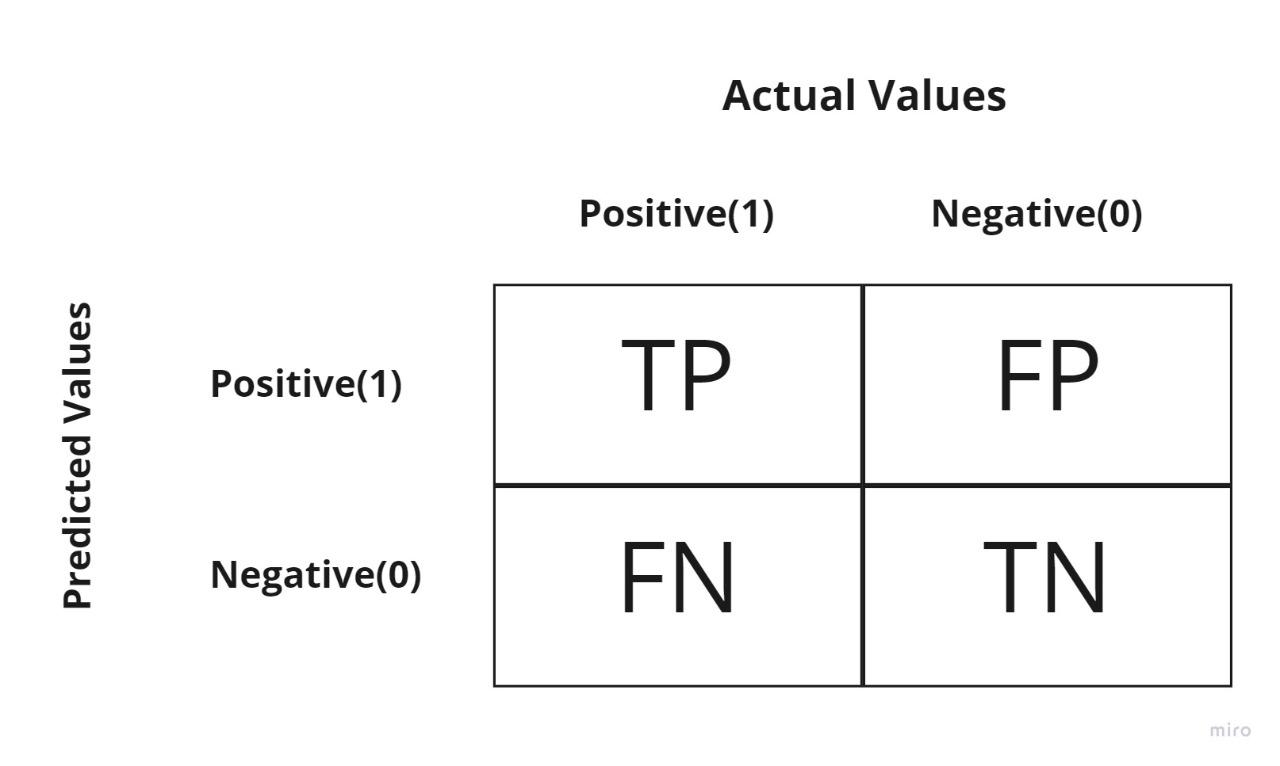 Actual Values
Positive(1) Negative(0)
Predicted Values
Positive(1) TP FP
Negative(0) FN TN
miro